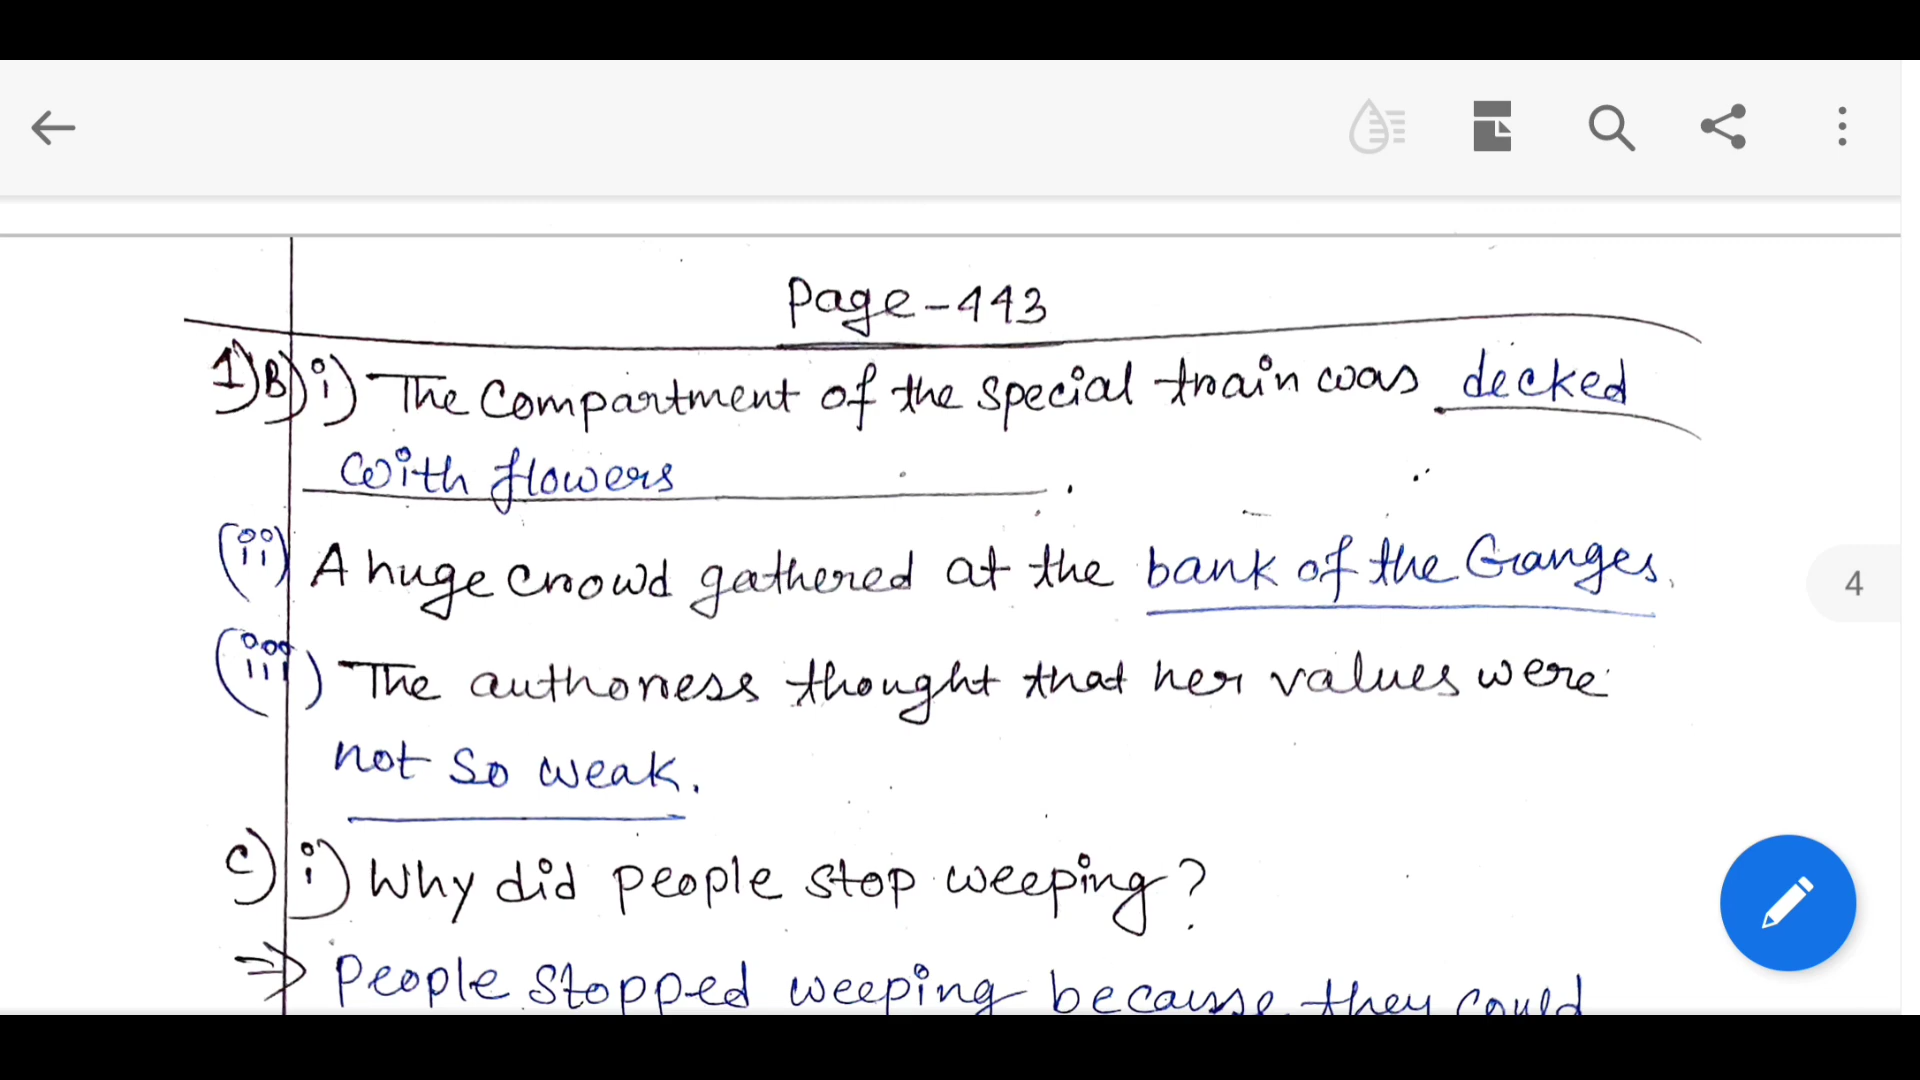 Page-443
1) B) i) The Compartment of the special train was decked
with flowers .
(ii) A huge crowd gathered at the bank of the Ganges.
4
(iii) The authoress thought that her values were
not so weak.
C) i) Why did people stop weeping?
⇒ People stopped weeping because they could